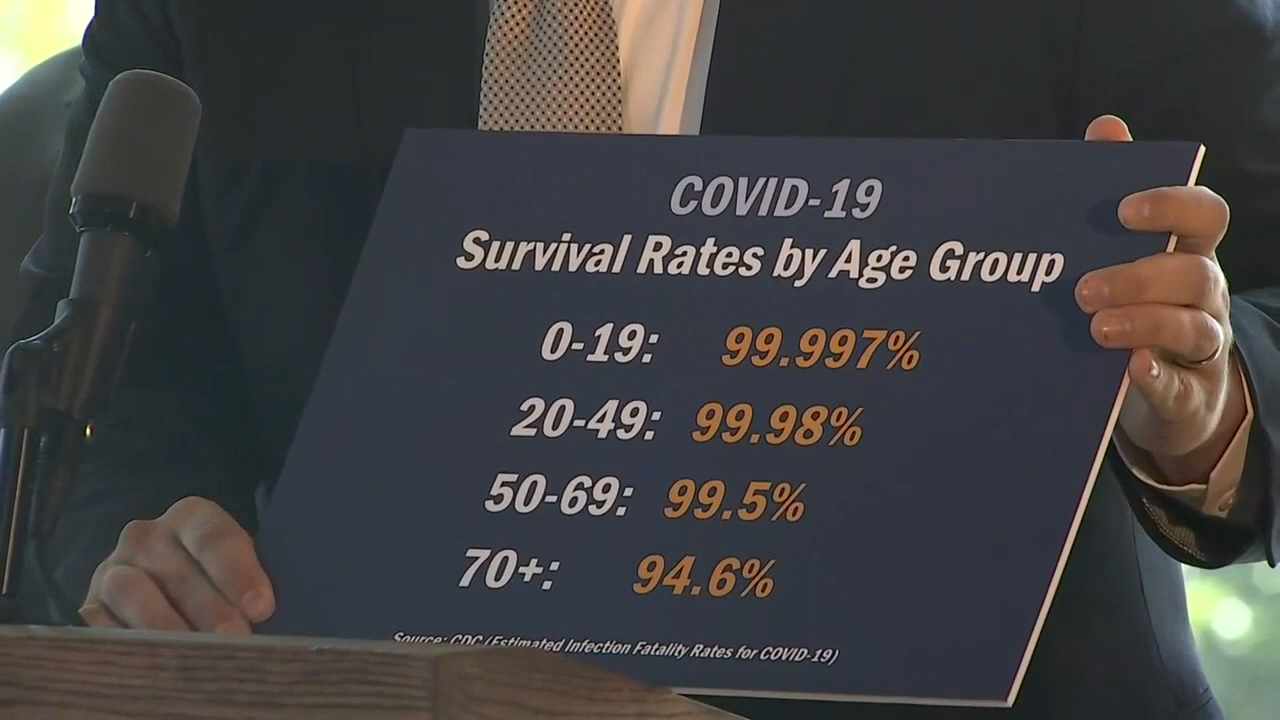 COVID-19
Survival Rates by Age Group
0-19: 99.997%
20-49: 99.98%
50-69: 99.5%
70+: 94.6%
Source: CDC (Estimated Infection Fatality Rates for COVID-19)